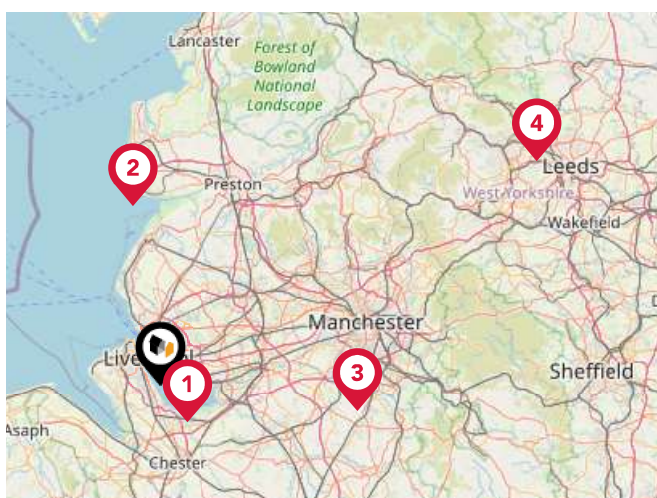 Lancaster
Forest of
Bowland
National
Landscape
4
Leeds
2
Preston
West Yorkshire
Wakefield
Manchester
3
Sheffield
1
Asaph
Chester